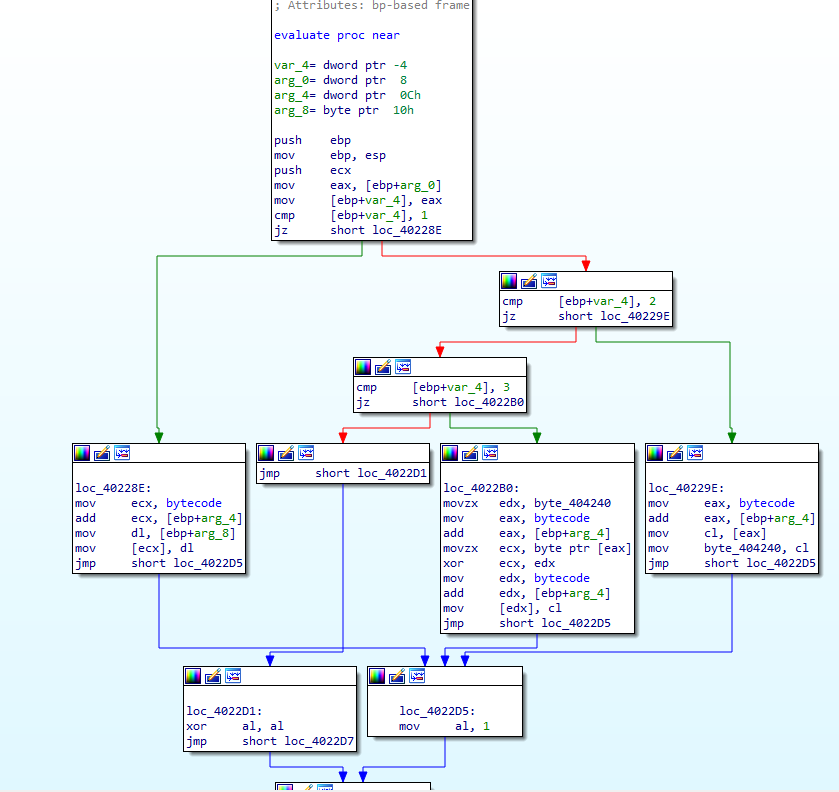 ; Attributes: bp-based frame
evaluate proc near
var_4= dword ptr -4
arg_0= dword ptr  8
arg_4= dword ptr  0Ch
arg_8= byte ptr  10h
push    ebp
mov     ebp, esp
push    ecx
mov     eax, [ebp+arg_0]
mov     [ebp+var_4], eax
cmp     [ebp+var_4], 1
jz      short loc_40228E
cmp     [ebp+var_4], 2
jz      short loc_40229E
cmp     [ebp+var_4], 3
jz      short loc_4022B0
loc_40228E:
mov     ecx, bytecode
add     ecx, [ebp+arg_4]
mov     dl, [ebp+arg_8]
mov     [ecx], dl
jmp     short loc_4022D5
jmp     short loc_4022D1
loc_4022B0:
movzx   edx, byte_404240
mov     eax, bytecode
add     eax, [ebp+arg_4]
movzx   ecx, byte ptr [eax]
xor     ecx, edx
mov     edx, bytecode
add     edx, [ebp+arg_4]
mov     [edx], cl
jmp     short loc_4022D5
loc_40229E:
mov     eax, bytecode
add     eax, [ebp+arg_4]
mov     cl, [eax]
mov     byte_404240, cl
jmp     short loc_4022D5
loc_4022D1:
xor     al, al
jmp     short loc_4022D7
loc_4022D5:
mov     al, 1